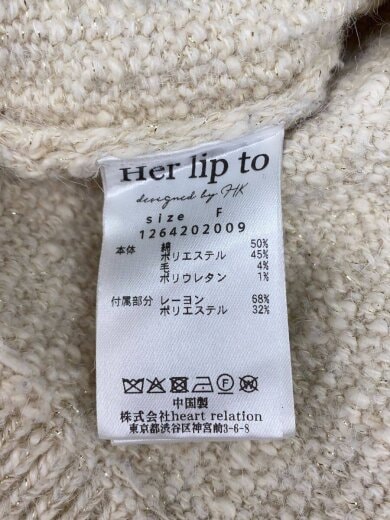 Her lip to
designed by HK
size F
1264202009
本体 綿 50%
ポリエステル 45%
毛 4%
ポリウレタン 1%
付属部分 レーヨン 68%
ポリエステル 32%
中国製
株式会社heart relation
東京都渋谷区神宮前3-6-8